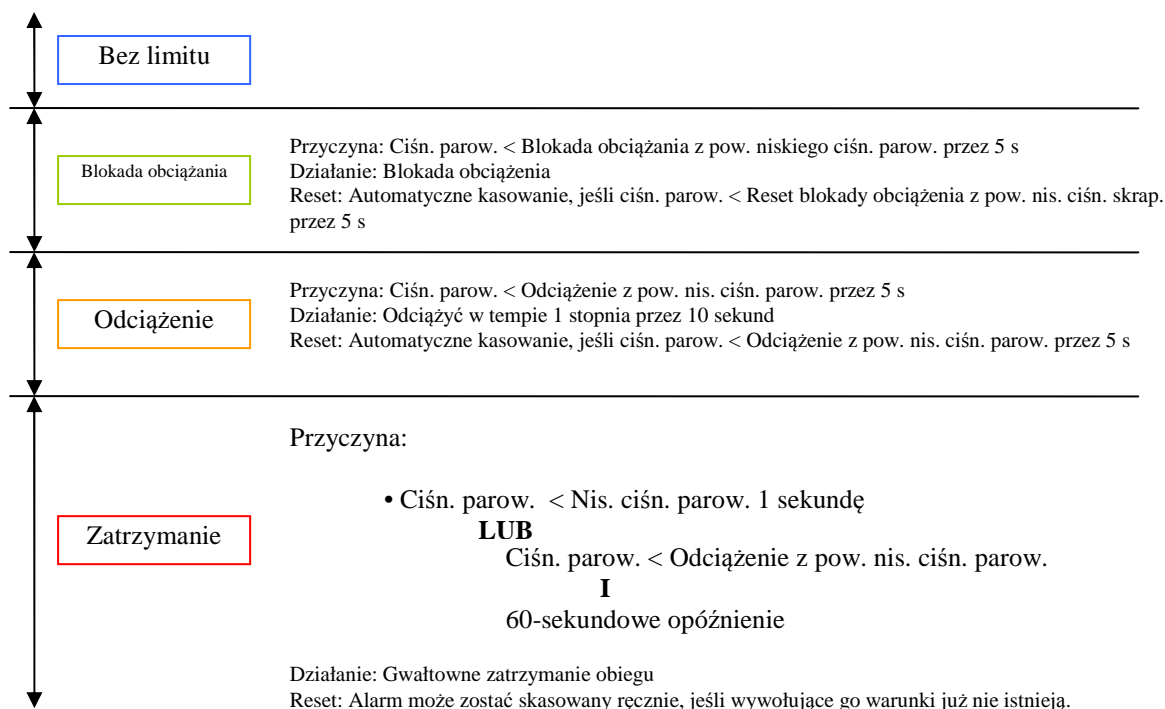 Bez limitu
Blokada obciążania
Przyczyna: Ciśn. parow. < Blokada obciążania z pow. niskiego ciśn. parow. przez 5 s
Działanie: Blokada obciążenia
Reset: Automatyczne kasowanie, jeśli ciśn. parow. < Reset blokady obciążenia z pow. nis. ciśn. skrap.
przez 5 s
Odciążenie
Przyczyna: Ciśn. parow. < Odciążenie z pow. nis. ciśn. parow. przez 5 s
Działanie: Odciążyć w tempie 1 stopnia przez 10 sekund
Reset: Automatyczne kasowanie, jeśli ciśn. parow. < Odciążenie z pow. nis. ciśn. parow. przez 5 s
Zatrzymanie
Przyczyna:
• Ciśn. parow. < Nis. ciśn. parow. 1 sekundę
LUB
Ciśn. parow. < Odciążenie z pow. nis. ciśn. parow.
I
60-sekundowe opóźnienie
Działanie: Gwałtowne zatrzymanie obiegu
Reset: Alarm może zostać skasowany ręcznie, jeśli wywołujące go warunki już nie istnieją.